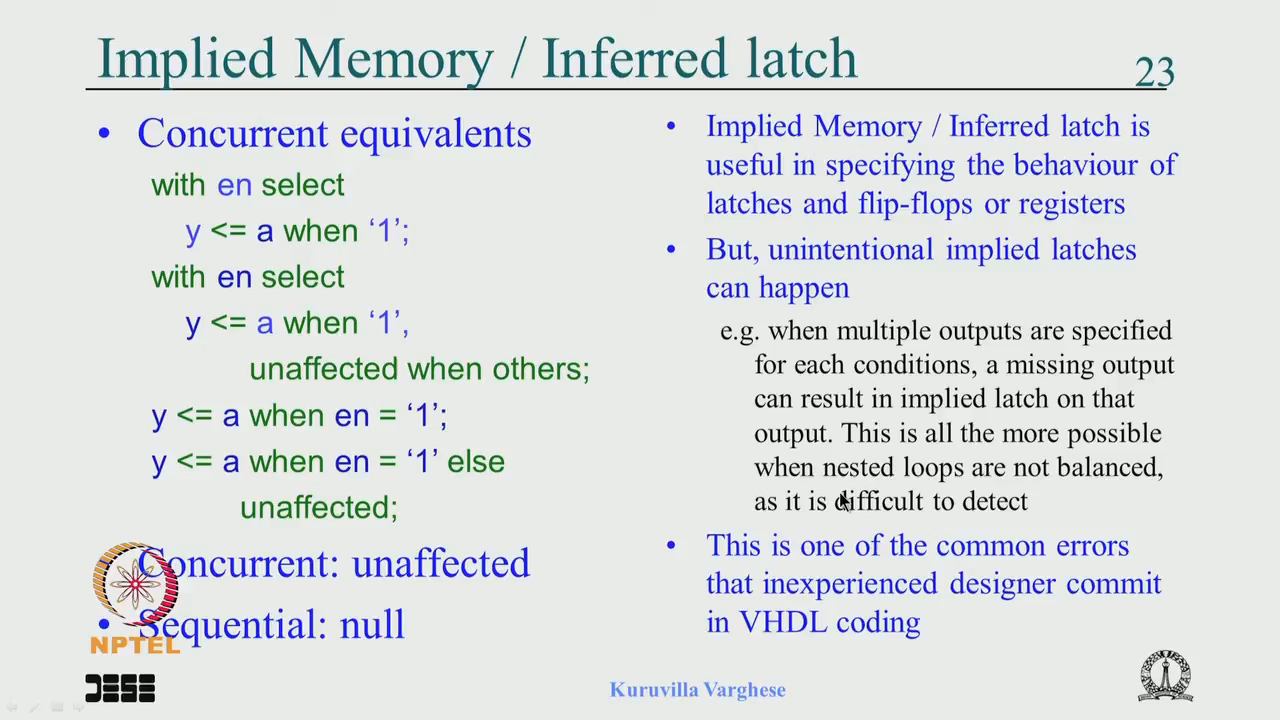 Implied Memory / Inferred latch
23
• Concurrent equivalents
with en select
y <= a when ‘1’;
with en select
y <= a when ‘1’,
unaffected when others;
y <= a when en = ‘1’;
y <= a when en = ‘1’ else
unaffected;
• Concurrent: unaffected
• Sequential: null
• Implied Memory / Inferred latch is
useful in specifying the behaviour of
latches and flip-flops or registers
• But, unintentional implied latches
can happen
e.g. when multiple outputs are specified
for each conditions, a missing output
can result in implied latch on that
output. This is all the more possible
when nested loops are not balanced,
as it is difficult to detect
• This is one of the common errors
that inexperienced designer commit
in VHDL coding
NPTEL
DESE
Kuruvilla Varghese